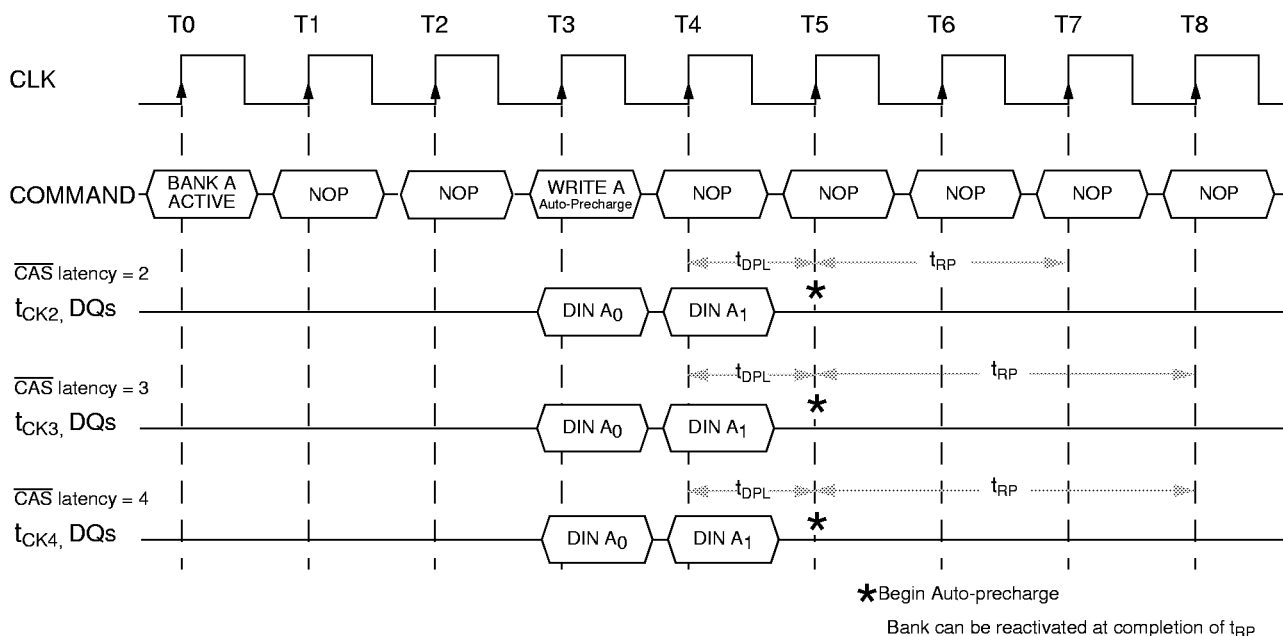 T0 T1 T2 T3 T4 T5 T6 T7 T8
CLK
COMMAND
BANK A
ACTIVE
NOP
NOP
WRITE A
Auto-Precharge
NOP
NOP
NOP
NOP
NOP
CAS latency = 2
tCK2, DQs
DIN A0
DIN A1
tDPL
tRP
*
CAS latency = 3
tCK3, DQs
DIN A0
DIN A1
tDPL
tRP
*
CAS latency = 4
tCK4, DQs
DIN A0
DIN A1
tDPL
tRP
*
*Begin Auto-precharge
Bank can be reactivated at completion of tRP